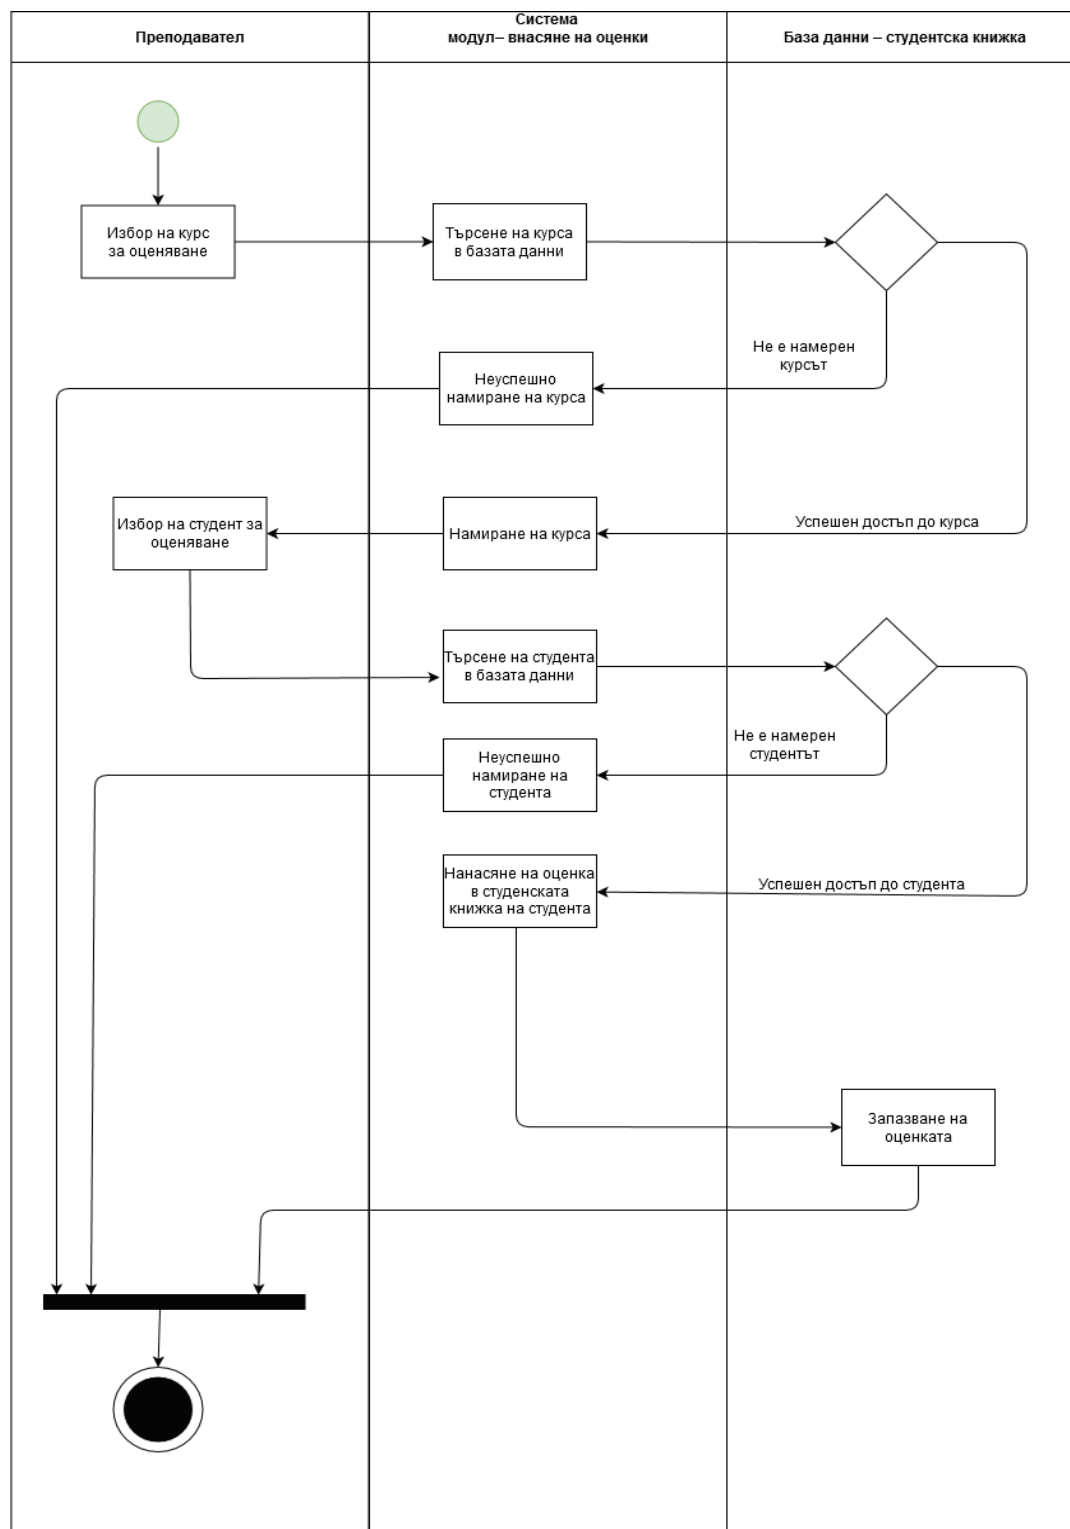 Преподавател
Система
модул– внасяне на оценки
База данни – студентска книжка
Избор на курс
за оценяване
Търсене на курса
в базата данни
Не е намерен
курсът
Неуспешно
намиране на курса
Избор на студент за
оценяване
Намиране на курса
Успешен достъп до курса
Търсене на студента
в базата данни
Не е намерен
студентът
Неуспешно
намиране на
студента
Нанасяне на оценка
в студенската
книжка на студента
Успешен достъп до студента
Запазване на
оценката